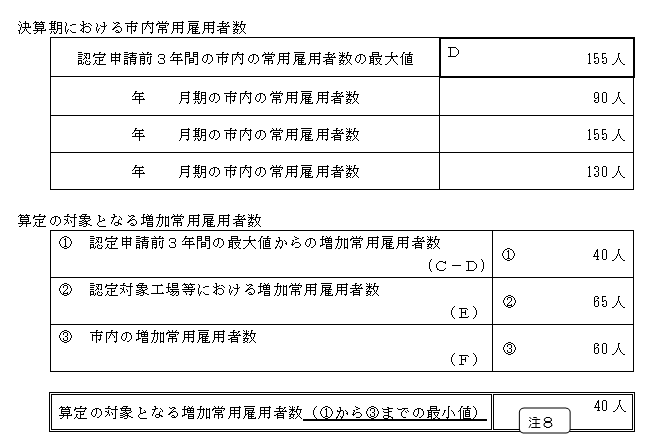 決算期における市内常用雇用者数
認定申請前３年間の市内の常用雇用者数の最大値 D 155人
年　　月期の市内の常用雇用者数 90人
年　　月期の市内の常用雇用者数 155人
年　　月期の市内の常用雇用者数 130人
算定の対象となる増加常用雇用者数
①　認定申請前３年間の最大値からの増加常用雇用者数
（Ｃ－Ｄ） ① 40人
②　認定対象工場等における増加常用雇用者数
（Ｅ） ② 65人
③　市内の増加常用雇用者数
（Ｆ） ③ 60人
算定の対象となる増加常用雇用者数（①から③までの最小値） 40人
注８